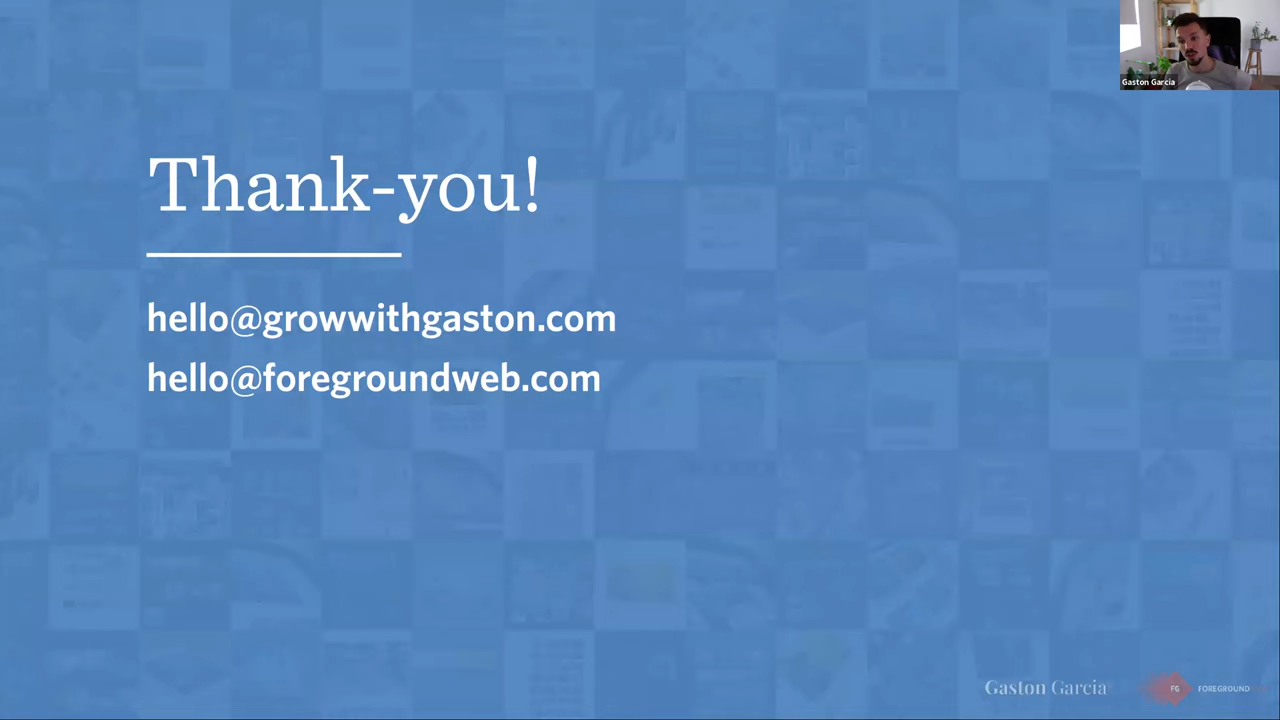 Gaston Garcia
Thank-you!
hello@growwithgaston.com
hello@foregroundweb.com
Gaston Garcia
FG FOREGROUND